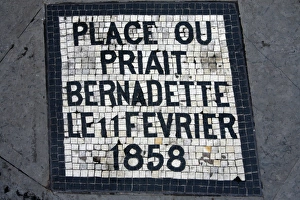 PLACE OU
PRIAIT
BERNADETTE
LE 11 FEVRIER
1858